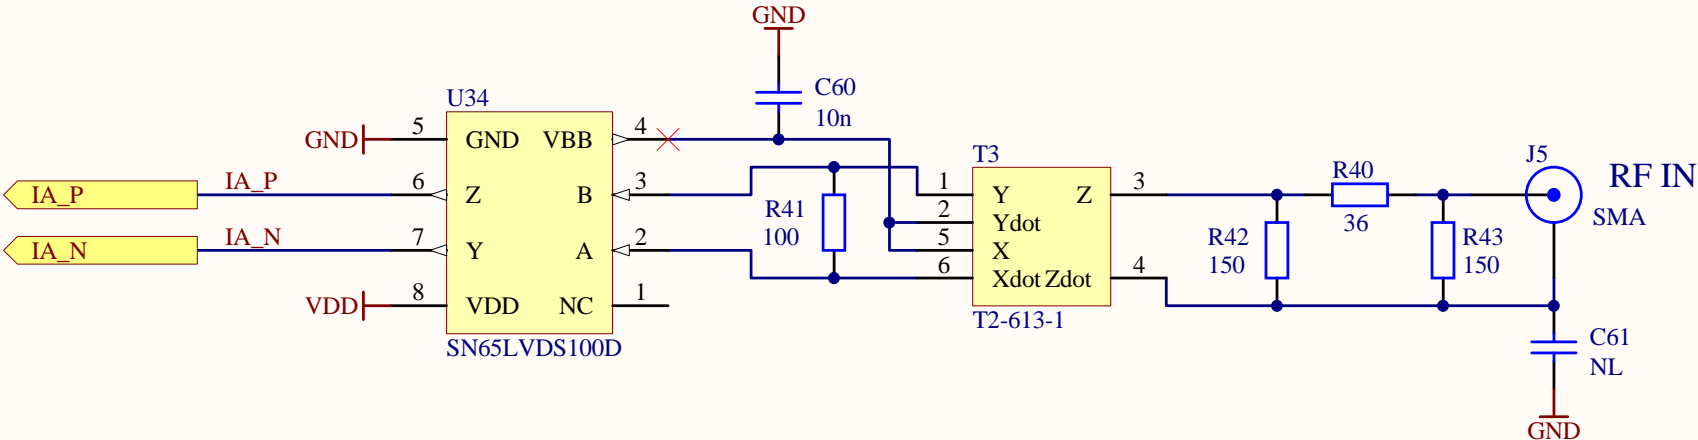 GND
C60
10n
U34
GND
5
GND
VBB
4
IA_P
IA_P
6
Z
B
3
IA_N
IA_N
7
Y
A
2
VDD
8
VDD
NC
1
SN65LVDS100D
R41
100
T3
1
Y
Z
3
2
Ydot
5
X
6
Xdot
Zdot
4
T2-613-1
R40
36
R42
150
R43
150
J5
RF IN
SMA
C61
NL
GND